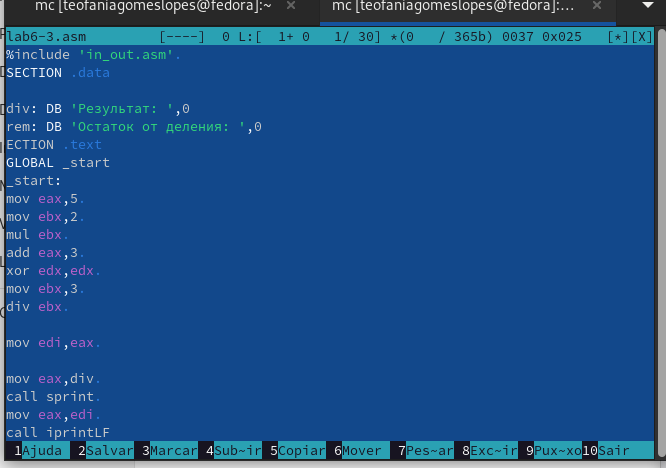 mc [teofaniagomeslopes@fedora]:~ × mc [teofaniagomeslopes@fedora]:... ×
lab6-3.asm [----] 0 L:[ 1+ 0 1/ 30] *(0 / 365b) 0037 0x025 [*][X]
%include 'in_out.asm'.
SECTION .data
div: DB 'Результат: ',0
rem: DB 'Остаток от деления: ',0
ECTION .text
GLOBAL _start
_start:
mov eax,5.
mov ebx,2.
mul ebx.
add eax,3.
xor edx,edx.
mov ebx,3.
div ebx.
mov edi,eax.
mov eax,div.
call sprint.
mov eax,edi.
call iprintLF
1Ajuda 2Salvar 3Marcar 4Sub~ir 5Copiar 6Mover 7Pes~ar 8Exc~ir 9Pux~xo 10Sair